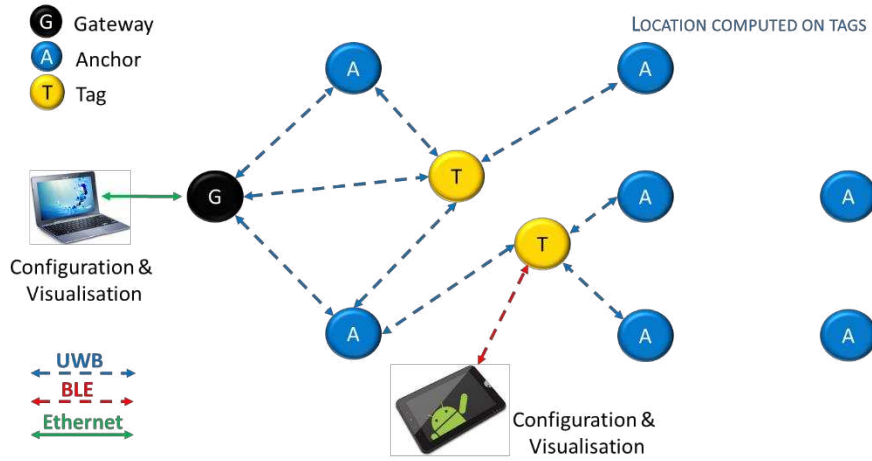 G Gateway
A Anchor
T Tag
LOCATION COMPUTED ON TAGS
A
A
T
G
A
A
T
Configuration &
Visualisation
A
A
A
UWB
BLE
Ethernet
Configuration &
Visualisation